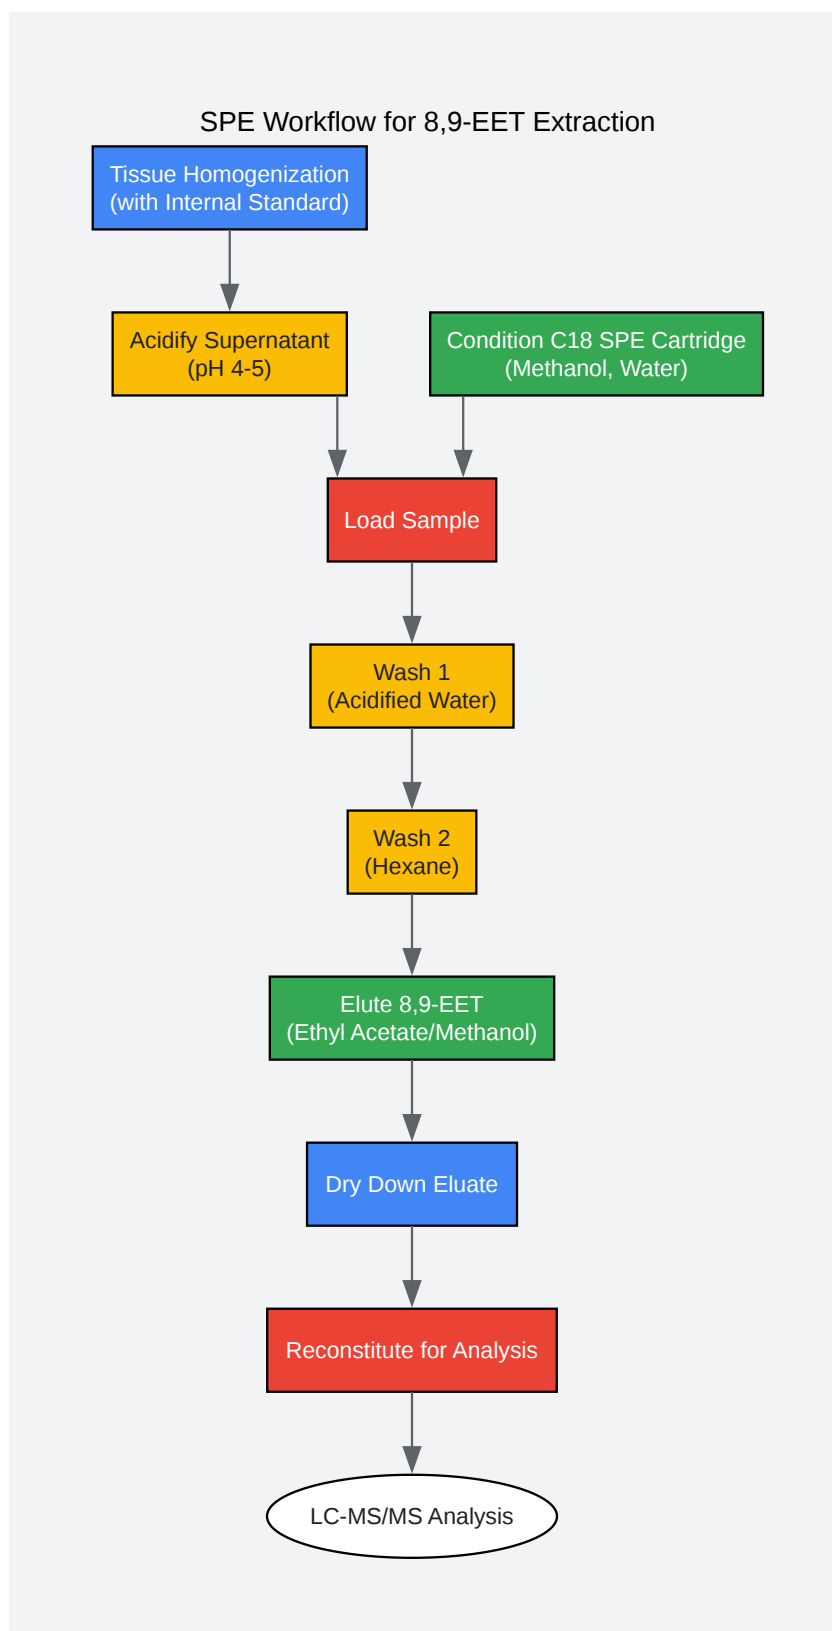 SPE Workflow for 8,9-EET Extraction
Tissue Homogenization
(with Internal Standard)
Acidify Supernatant
(pH 4-5)
Condition C18 SPE Cartridge
(Methanol, Water)
Load Sample
Wash 1
(Acidified Water)
Wash 2
(Hexane)
Elute 8,9-EET
(Ethyl Acetate/Methanol)
Dry Down Eluate
Reconstitute for Analysis
LC-MS/MS Analysis